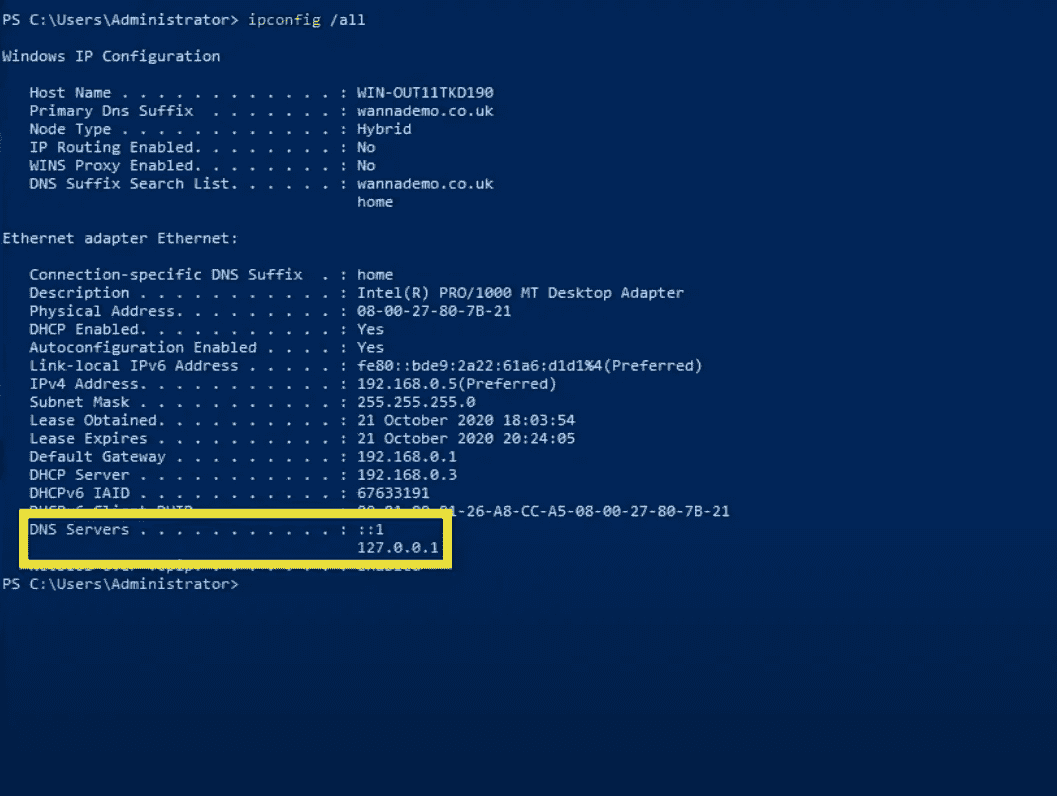 PS C:\Users\Administrator> ipconfig /all
Windows IP Configuration
Host Name . . . . . . . . . . . . : WIN-OUT11TKD190
Primary Dns Suffix  . . . . . . . : wannademo.co.uk
Node Type . . . . . . . . . . . . : Hybrid
IP Routing Enabled. . . . . . . . : No
WINS Proxy Enabled. . . . . . . . : No
DNS Suffix Search List. . . . . . : wannademo.co.uk
home
Ethernet adapter Ethernet:
Connection-specific DNS Suffix  . : home
Description . . . . . . . . . . . : Intel(R) PRO/1000 MT Desktop Adapter
Physical Address. . . . . . . . . : 08-00-27-80-7B-21
DHCP Enabled. . . . . . . . . . . : Yes
Autoconfiguration Enabled . . . . : Yes
Link-local IPv6 Address . . . . . : fe80::bde9:2a22:61a6:d1d1%4(Preferred)
IPv4 Address. . . . . . . . . . . : 192.168.0.5(Preferred)
Subnet Mask . . . . . . . . . . . : 255.255.255.0
Lease Obtained. . . . . . . . . . : 21 October 2020 18:03:54
Lease Expires . . . . . . . . . . : 21 October 2020 20:24:05
Default Gateway . . . . . . . . . : 192.168.0.1
DHCP Server . . . . . . . . . . . : 192.168.0.3
DHCPv6 IAID . . . . . . . . . . . : 67633191
-26-A8-CC-A5-08-00-27-80-7B-21
DNS Servers . . . . . . . . . . . : ::1
127.0.0.1
PS C:\Users\Administrator>